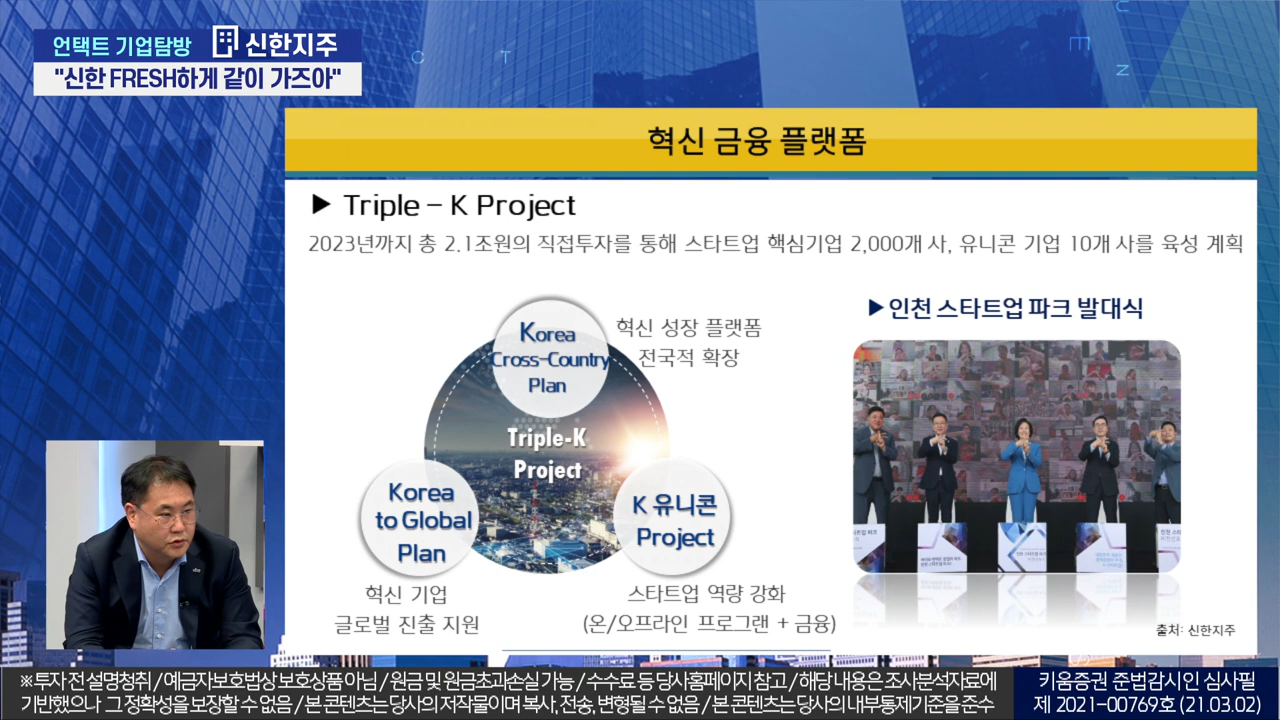 언택트 기업탐방 신한지주
"신한 FRESH하게 같이 가즈아"
C T
U
E
N
혁신 금융 플랫폼
▶ Triple – K Project
2023년까지 총 2.1조원의 직접투자를 통해 스타트업 핵심기업 2,000개 사, 유니콘 기업 10개 사를 육성 계획
Korea
Cross-Country
Plan
혁신 성장 플랫폼
전국적 확장
Triple-K
Project
Korea
to Global
Plan
혁신 기업
글로벌 진출 지원
K 유니콘
Project
스타트업 역량 강화
(온/오프라인 프로그랜 + 금융)
▶인천 스타트업 파크 발대식
출처: 신한지주
※투자 전 설명청취 / 예금자보호법상 보호상품 아님 / 원금 및 원금초과손실 가능 / 수수료 등 당사홈페이지 참고 / 해당 내용은 조사분석자료에
기반했으나 그 정확성을 보장할 수 없음 / 본 콘텐츠는 당사의 저작물이며 복사, 전송, 변형될 수 없음 / 본 콘텐츠는 당사의 내부통제기준을 준수
키움증권 준법감시인 심사필
제 2021-00769호 (21.03.02)